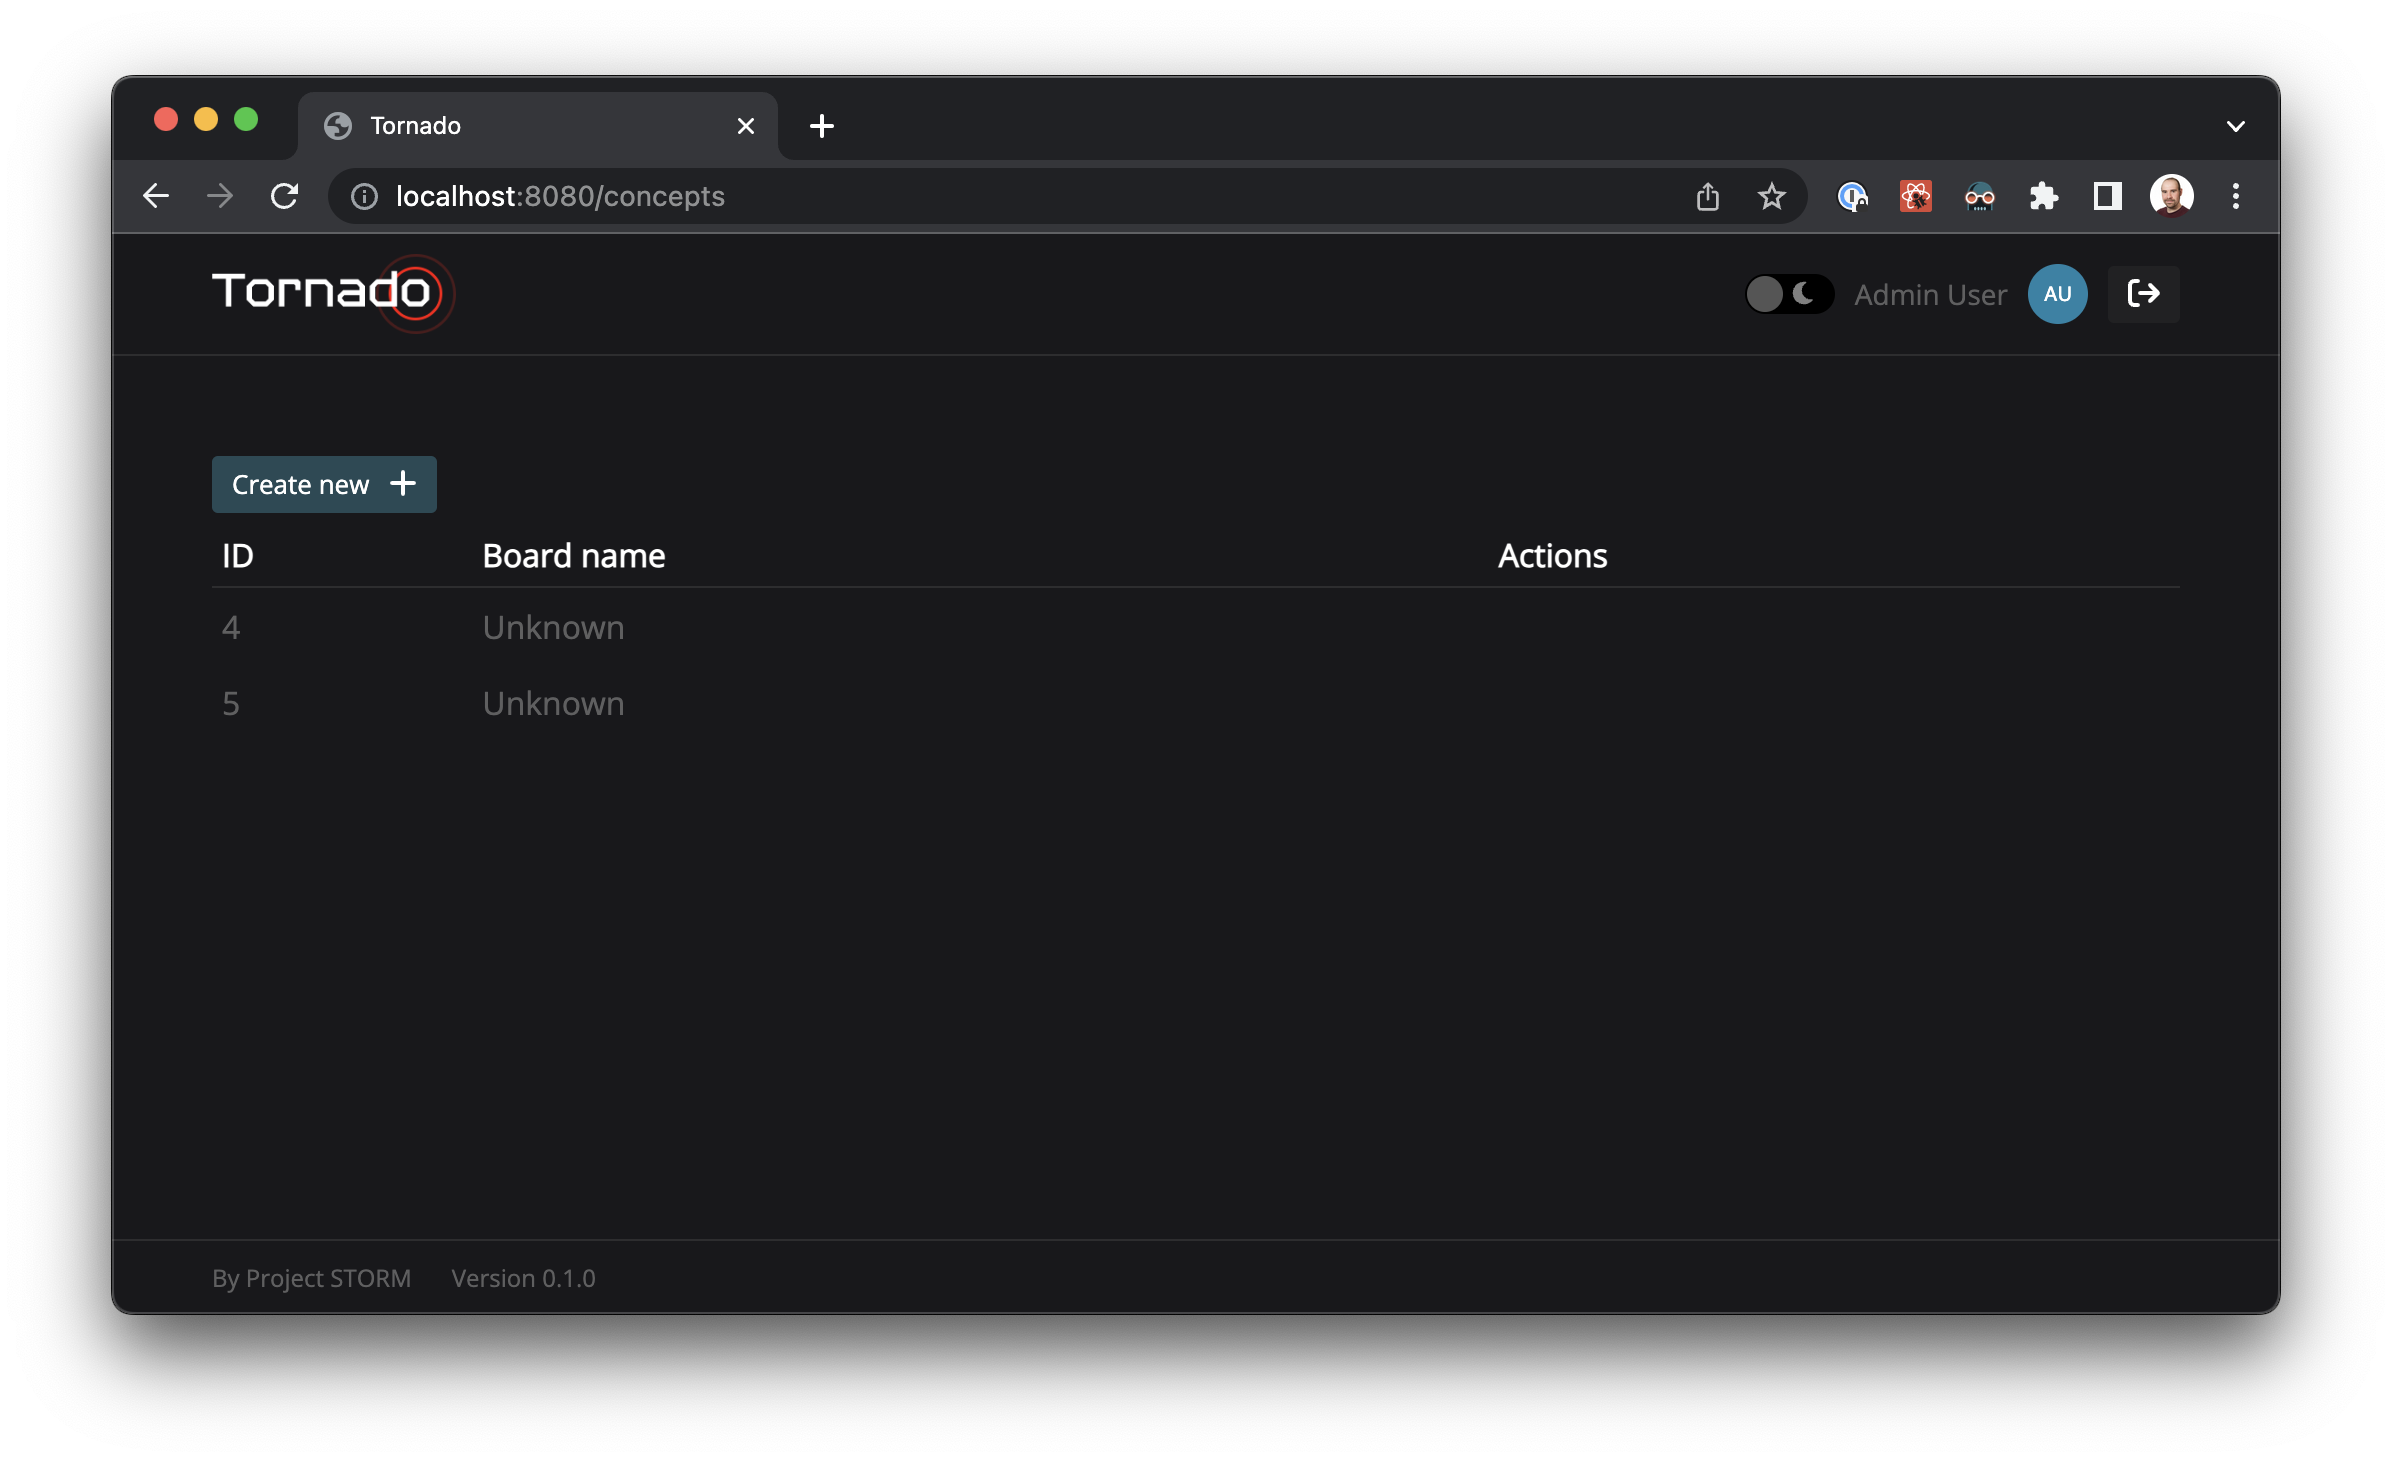 Tornado
localhost:8080/concepts
Tornado
Admin User AU
Create new
ID Board name Actions
4 Unknown
5 Unknown
By Project STORM Version 0.1.0